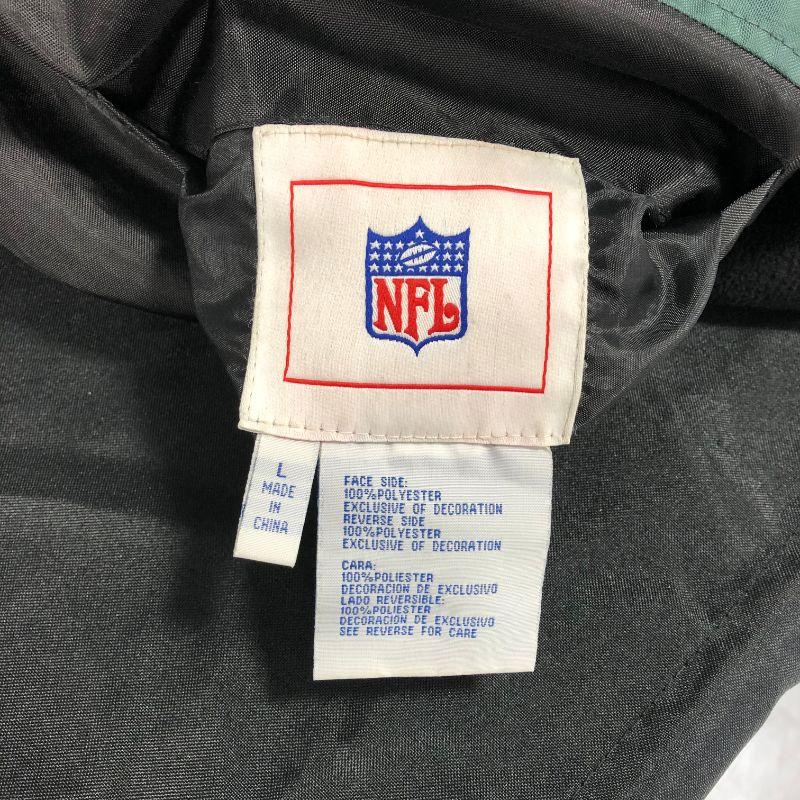 NFL
L
MADE
IN
CHINA
FACE SIDE:
100%POLYESTER
EXCLUSIVE OF DECORATION
REVERSE SIDE
100%POLYESTER
EXCLUSIVE OF DECORATION
CARA:
100%POLIESTER
DECORACION DE EXCLUSIVO
LADO REVERSIBLE:
100%POLIESTER
DECORACION DE EXCLUSIVO
SEE REVERSE FOR CARE